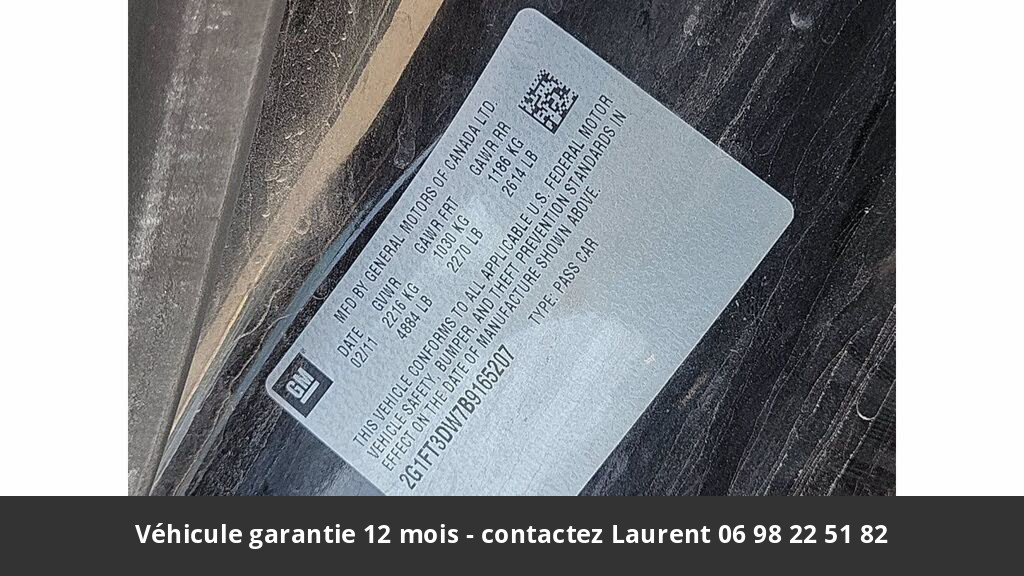 GM
MFD BY GENERAL MOTORS OF CANADA LTD.
DATE GVWR GAWR FRT GAWR RR
02/11 2216 KG 1030 KG 1186 KG
4884 LB 2270 LB 2614 LB
THIS VEHICLE CONFORMS TO ALL APPLICABLE U.S. FEDERAL MOTOR
VEHICLE SAFETY, BUMPER, AND THEFT PREVENTION STANDARDS IN
EFFECT ON THE DATE OF MANUFACTURE SHOWN ABOVE.
2G1FT3DW7B9165207 TYPE: PASS CAR
Véhicule garantie 12 mois - contactez Laurent 06 98 22 51 82